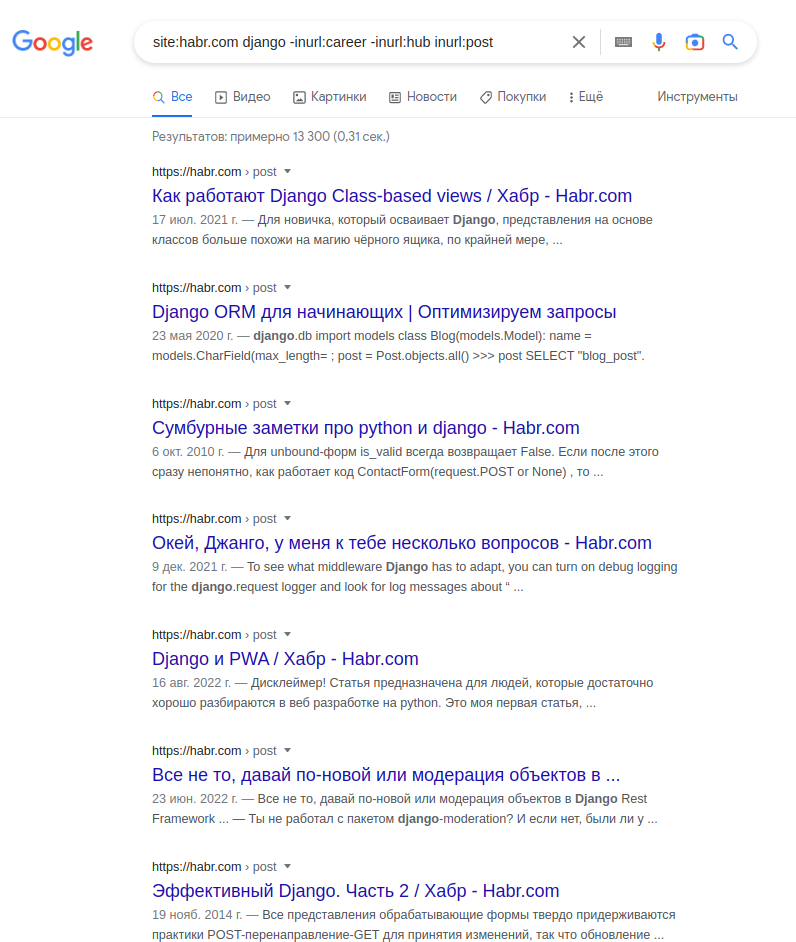 Google
site:habr.com django -inurl:career -inurl:hub inurl:post
Все Видео Картинки Новости Покупки Ещё Инструменты
Результатов: примерно 13 300 (0,31 сек.)
https://habr.com › post
Как работают Django Class-based views / Хабр - Habr.com
17 июл. 2021 г. — Для новичка, который осваивает Django, представления на основе
классов больше похожи на магию чёрного ящика, по крайней мере, ...
https://habr.com › post
Django ORM для начинающих | Оптимизируем запросы
23 мая 2020 г. — django.db import models class Blog(models.Model): name =
models.CharField(max_length= ; post = Post.objects.all() >>> post SELECT "blog_post".
https://habr.com › post
Сумбурные заметки про python и django - Habr.com
6 окт. 2010 г. — Для unbound-форм is_valid всегда возвращает False. Если после этого
сразу непонятно, как работает код ContactForm(request.POST or None) , то ...
https://habr.com › post
Окей, Джанго, у меня к тебе несколько вопросов - Habr.com
9 дек. 2021 г. — To see what middleware Django has to adapt, you can turn on debug logging
for the django.request logger and look for log messages about “ ...
https://habr.com › post
Django и PWA / Хабр - Habr.com
16 авг. 2022 г. — Дисклеймер! Статья предназначена для людей, которые достаточно
хорошо разбираются в веб разработке на python. Это моя первая статья, ...
https://habr.com › post
Все не то, давай по-новой или модерация объектов в ...
23 июн. 2022 г. — Все не то, давай по-новой или модерация объектов в Django Rest
Framework ... — Ты не работал с пакетом django-moderation? И если нет, были ли у ...
https://habr.com › post
Эффективный Django. Часть 2 / Хабр - Habr.com
19 нояб. 2014 г. — Все представления обрабатывающие формы твердо придерживаются
практики POST-перенаправление-GET для принятия изменений, так что обновление ...